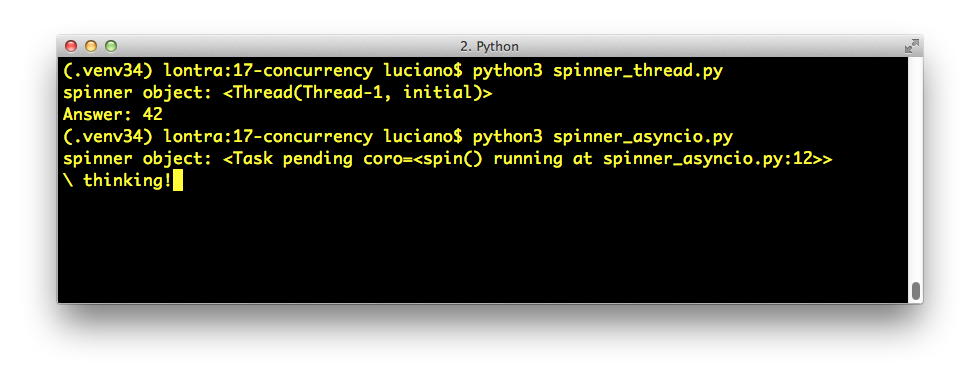 2. Python
(.venv34) lontra:17-concurrency luciano$ python3 spinner_thread.py
spinner object: <Thread(Thread-1, initial)>
Answer: 42
(.venv34) lontra:17-concurrency luciano$ python3 spinner_asyncio.py
spinner object: <Task pending coro=<spin() running at spinner_asyncio.py:12>>
\ thinking!